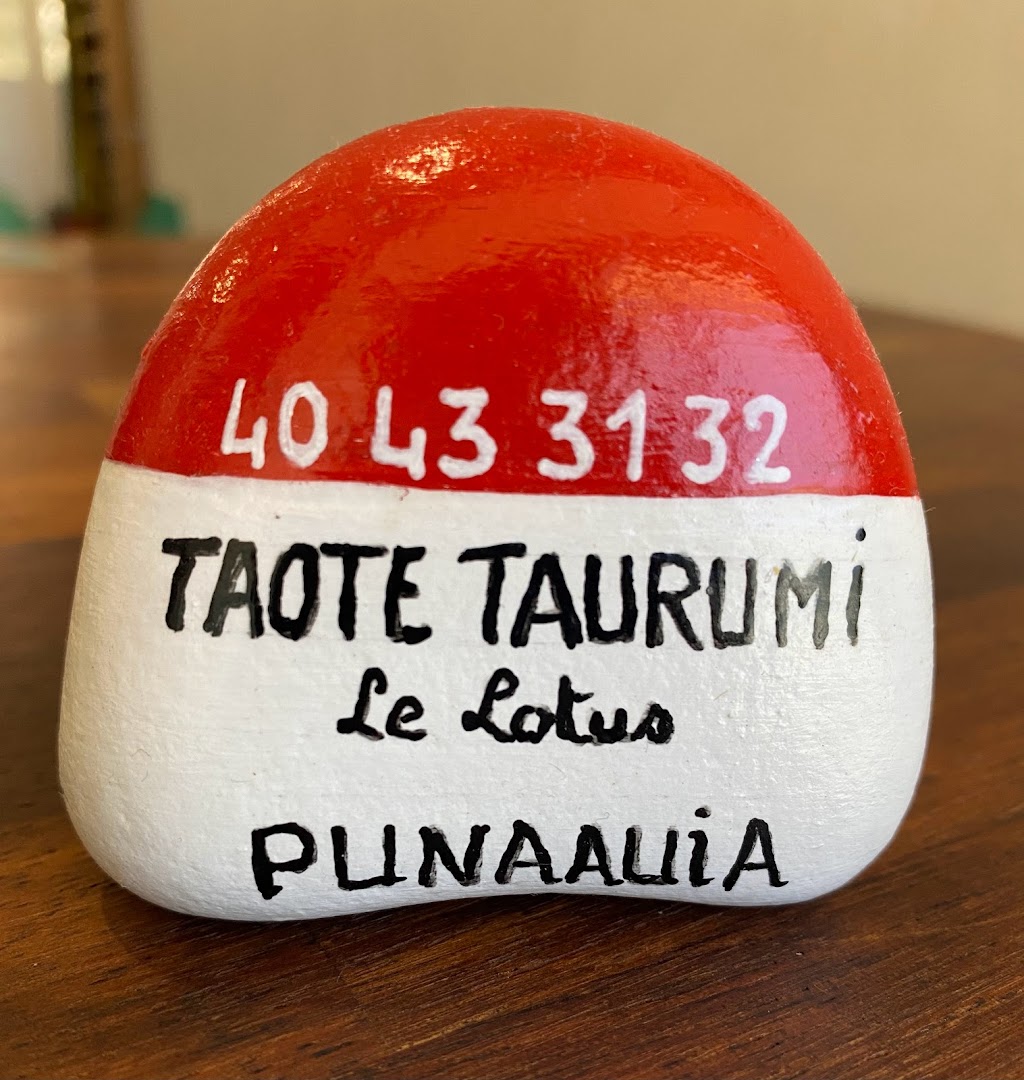 40 43 31 32
TAOTE TAURUMi
Le Lotus
PUNAAUiA